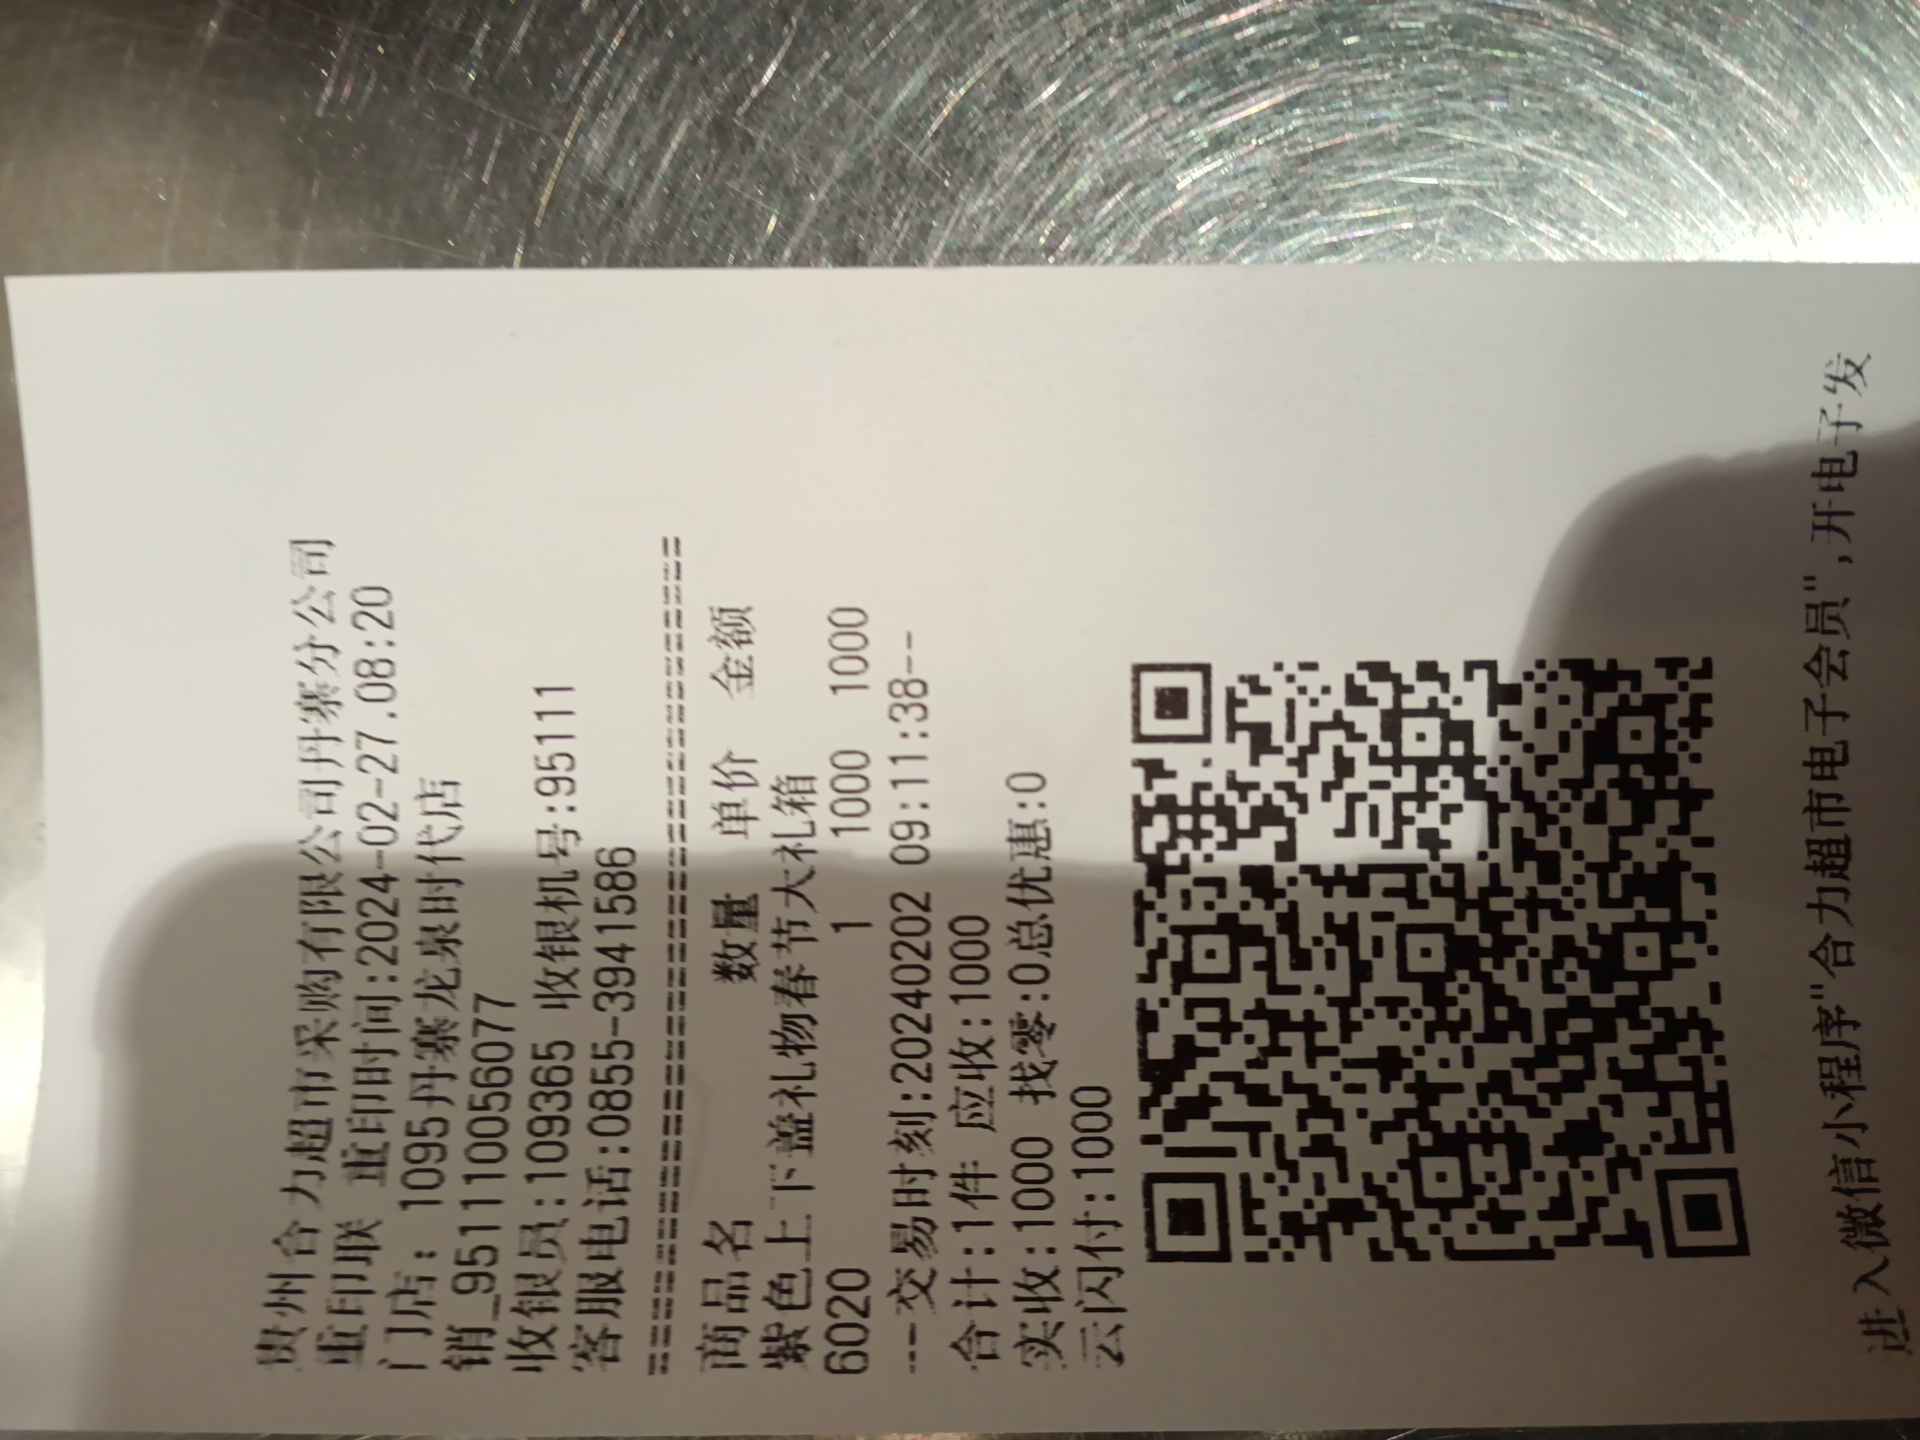 贵州合力超市采购有限公司丹寨分公司
重印联 重印时间:2024-02-27.08:20
门店: 1095丹寨龙泉时代店
销_951110056077
收银员:109365 收银机号:95111
客服电话:0855-3941586
========================================
商品名 数量 单价 金额
紫色上下盖礼物春节大礼箱
6020 1 1000 1000
---交易时刻:20240202 09:11:38--
合计:1件 应收:1000
实收:1000 找零:0总优惠:0
云闪付:1000
进入微信小程序"合力超市电子会员",开电子发